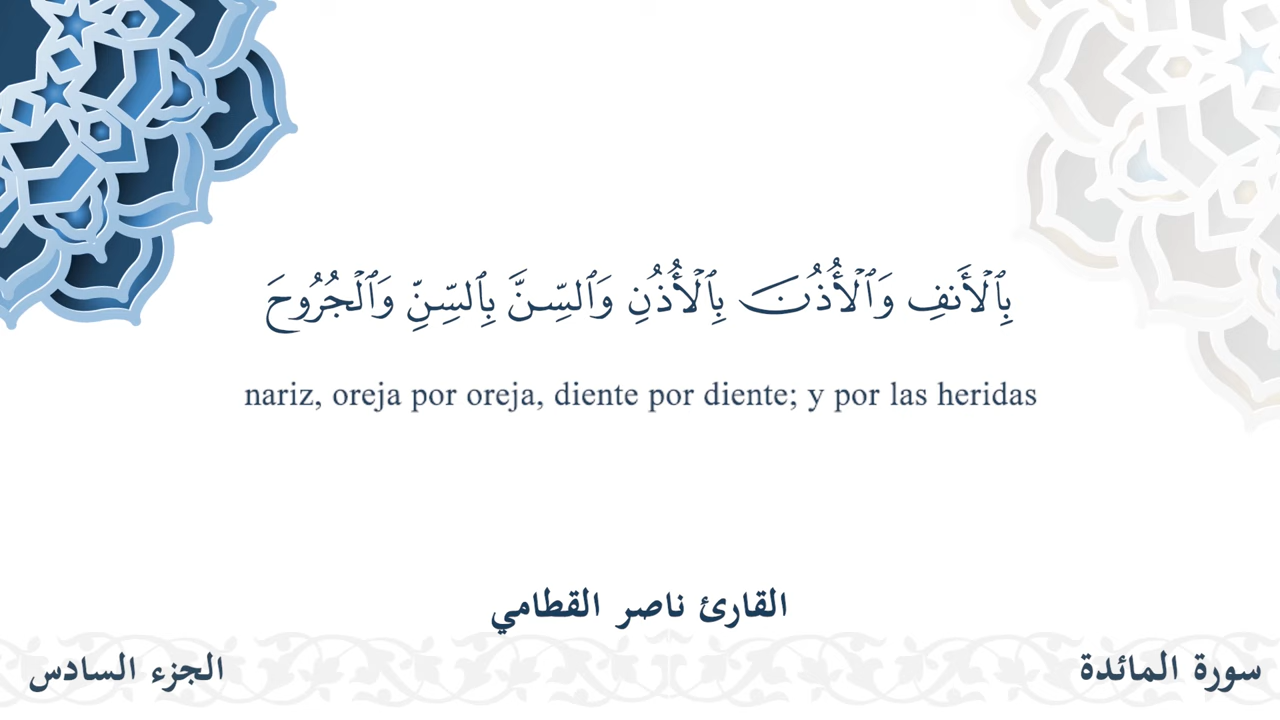 بِٱلۡأَنفِ وَٱلۡأُذُنَ بِٱلۡأُذُنِ وَٱلسِّنَّ بِٱلسِّنِّ وَٱلۡجُرُوحَ
nariz, oreja por oreja, diente por diente; y por las heridas
القارئ ناصر القطامي
سورة المائدة
الجزء السادس